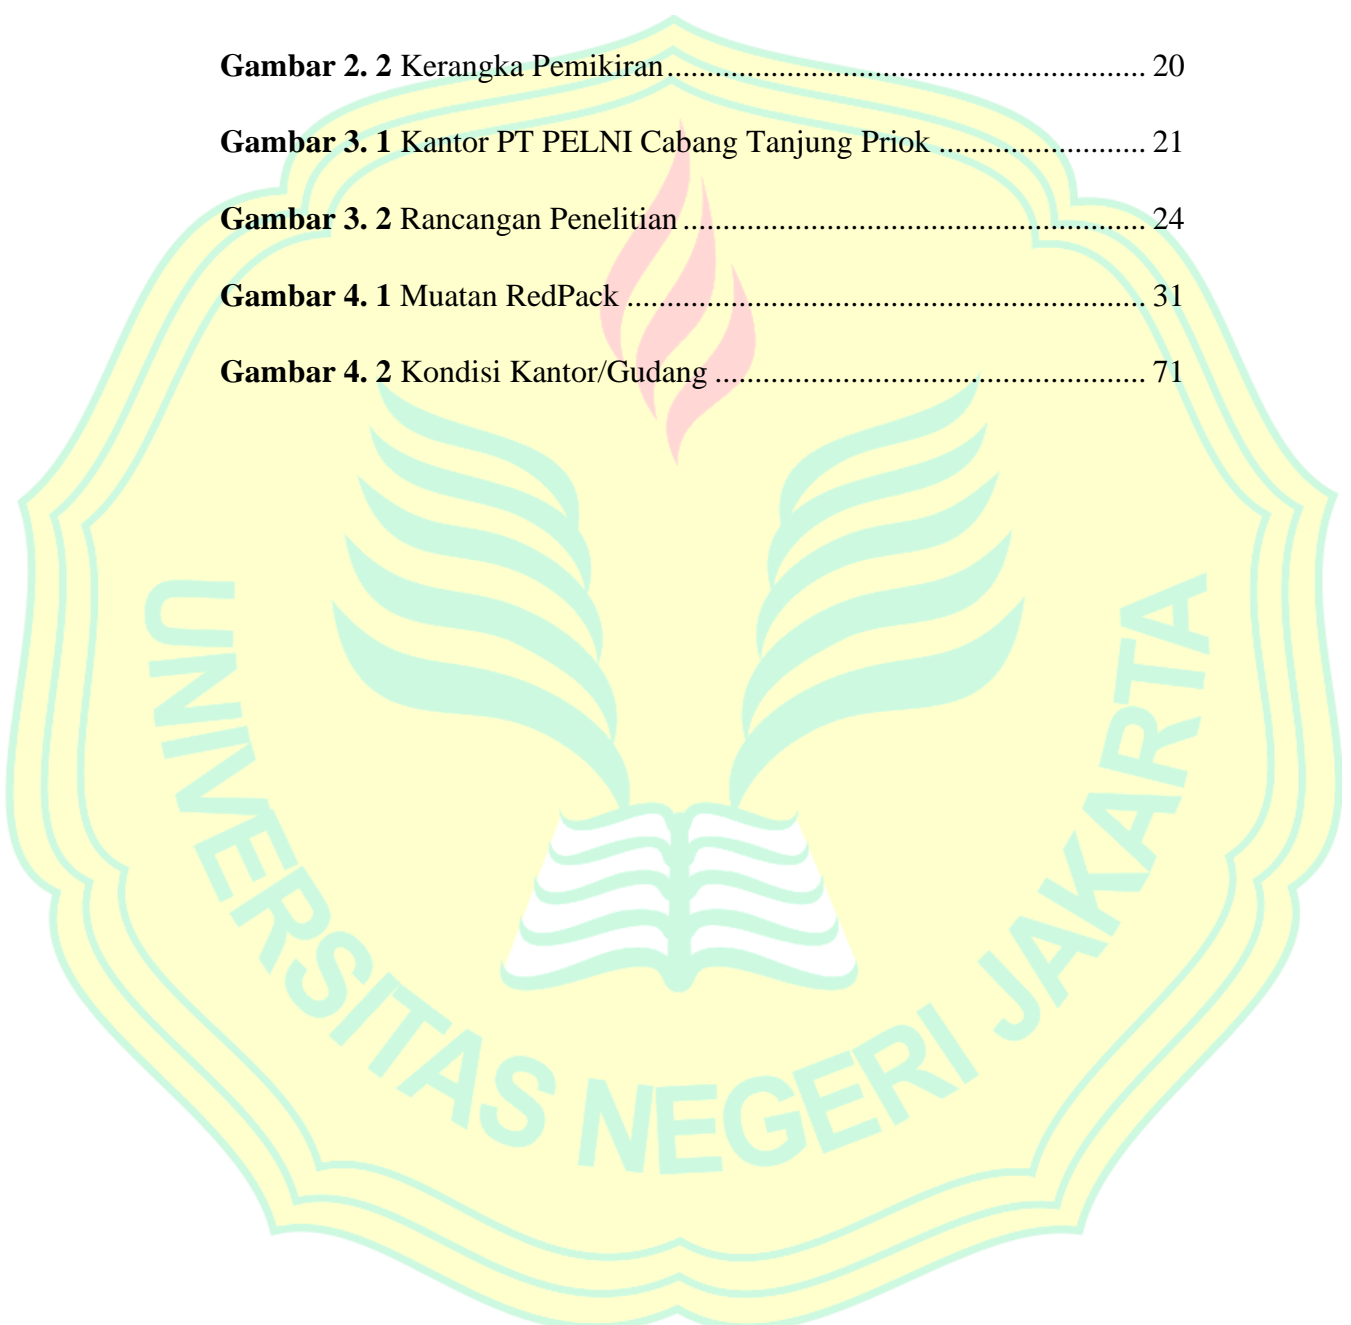 Gambar 2. 2 Kerangka Pemikiran........................................................... 20
Gambar 3. 1 Kantor PT PELNI Cabang Tanjung Priok .......................... 21
Gambar 3. 2 Rancangan Penelitian .......................................................... 24
Gambar 4. 1 Muatan RedPack ................................................................. 31
Gambar 4. 2 Kondisi Kantor/Gudang ...................................................... 71
UNIVERSITAS NEGERI JAKARTA